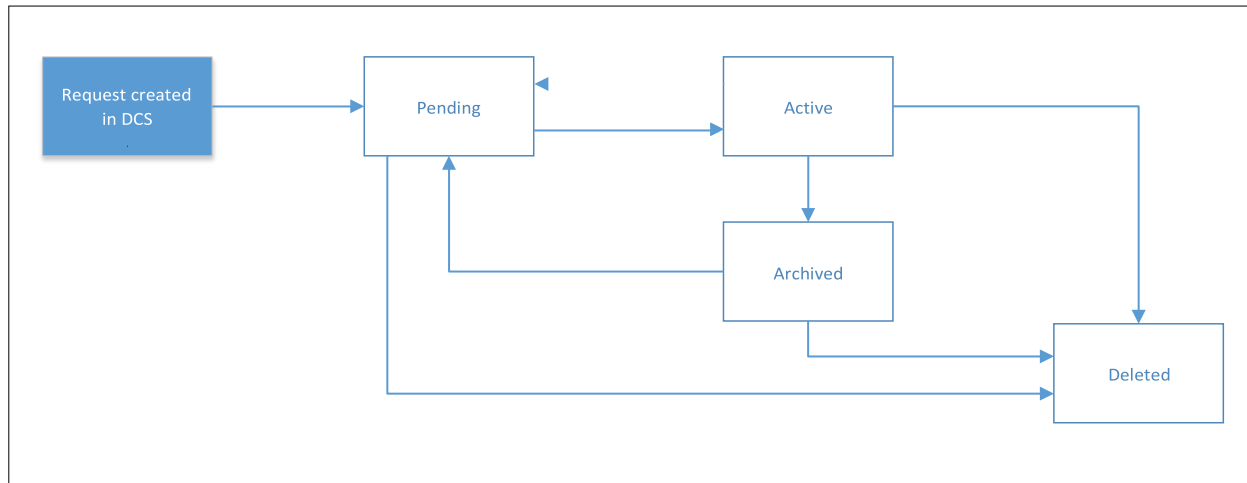 Request created
in DCS
.
Pending
Active
Archived
Deleted